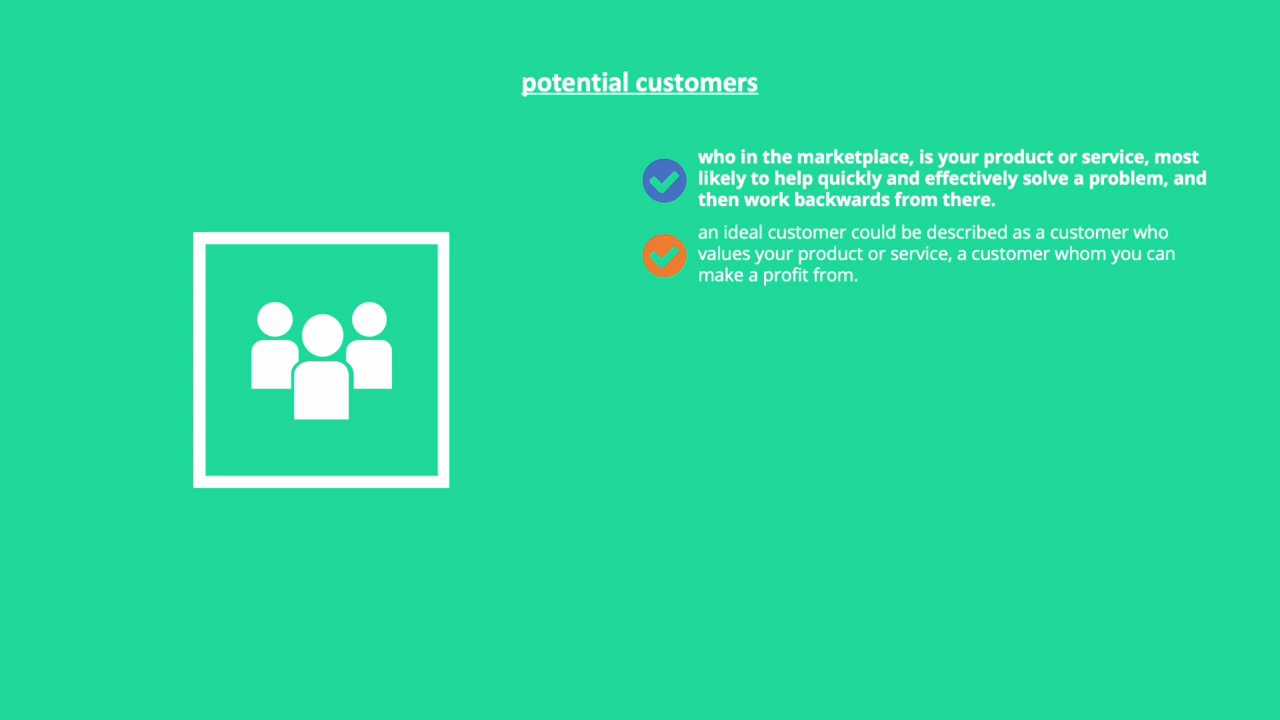 potential customers
who in the marketplace, is your product or service, most
likely to help quickly and effectively solve a problem, and
then work backwards from there.
an ideal customer could be described as a customer who
values your product or service, a customer whom you can
make a profit from.